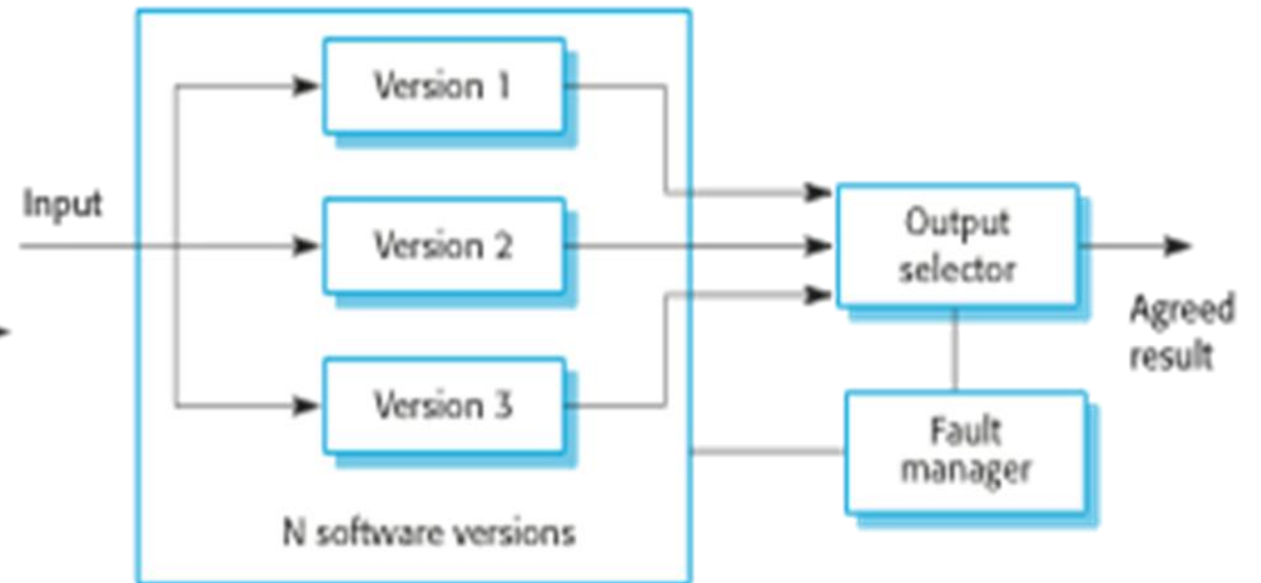 Input
Version 1
Version 2
Version 3
N software versions
Output
selector
Agreed
result
Fault
manager